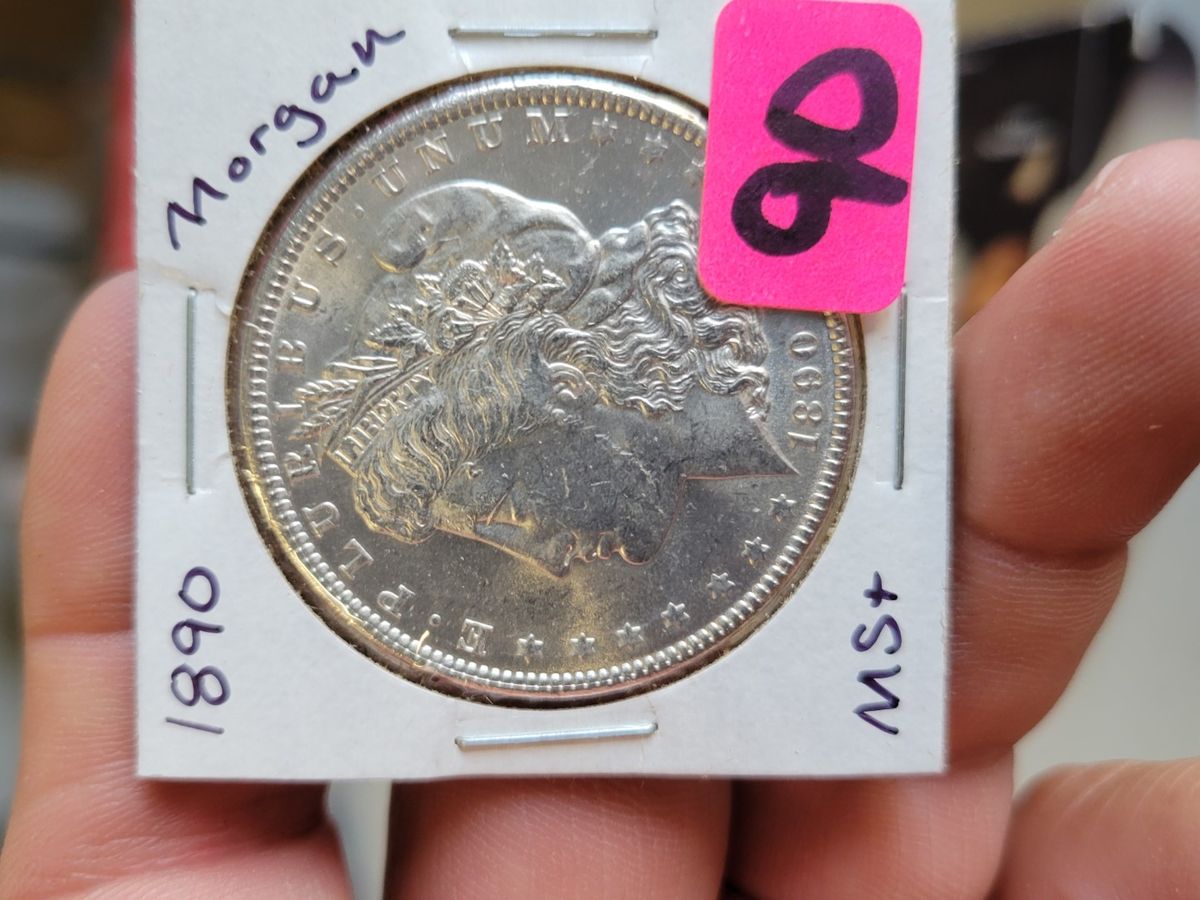 Morgan
90
E · PLURIBUS · UNUM
LIBERTY
1890
1890
MS+